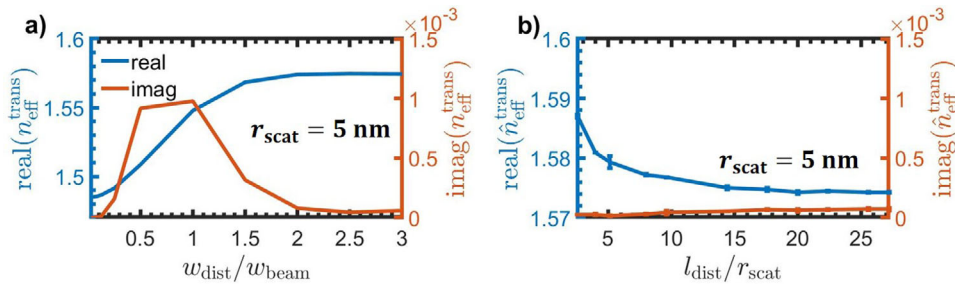 a)
real
imag
r_scat = 5 nm
real(n_eff^trans)
1.6
1.55
1.5
×10^-3
1.5
1
0.5
0
imag(n_eff^trans)
0.5 1 1.5 2 2.5 3
w_dist/w_beam
b)
r_scat = 5 nm
real(n̂_eff^trans)
1.6
1.59
1.58
1.57
×10^-3
1.5
1
0.5
0
imag(n̂_eff^trans)
5 10 15 20 25
l_dist/r_scat